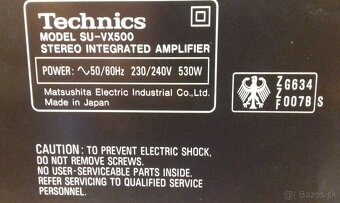 Technics
MODEL SU-VX500
STEREO INTEGRATED AMPLIFIER
POWER: ~50/60Hz 230/240V 530W
Matsushita Electric Industrial Co., Ltd.
Made in Japan
Z G634
Z
F 007B S
CAUTION: TO PREVENT ELECTRIC SHOCK,
DO NOT REMOVE SCREWS.
NO USER-SERVICEABLE PARTS INSIDE.
REFER SERVICING TO QUALIFIED SERVICE
PERSONNEL.
Bazos.sk